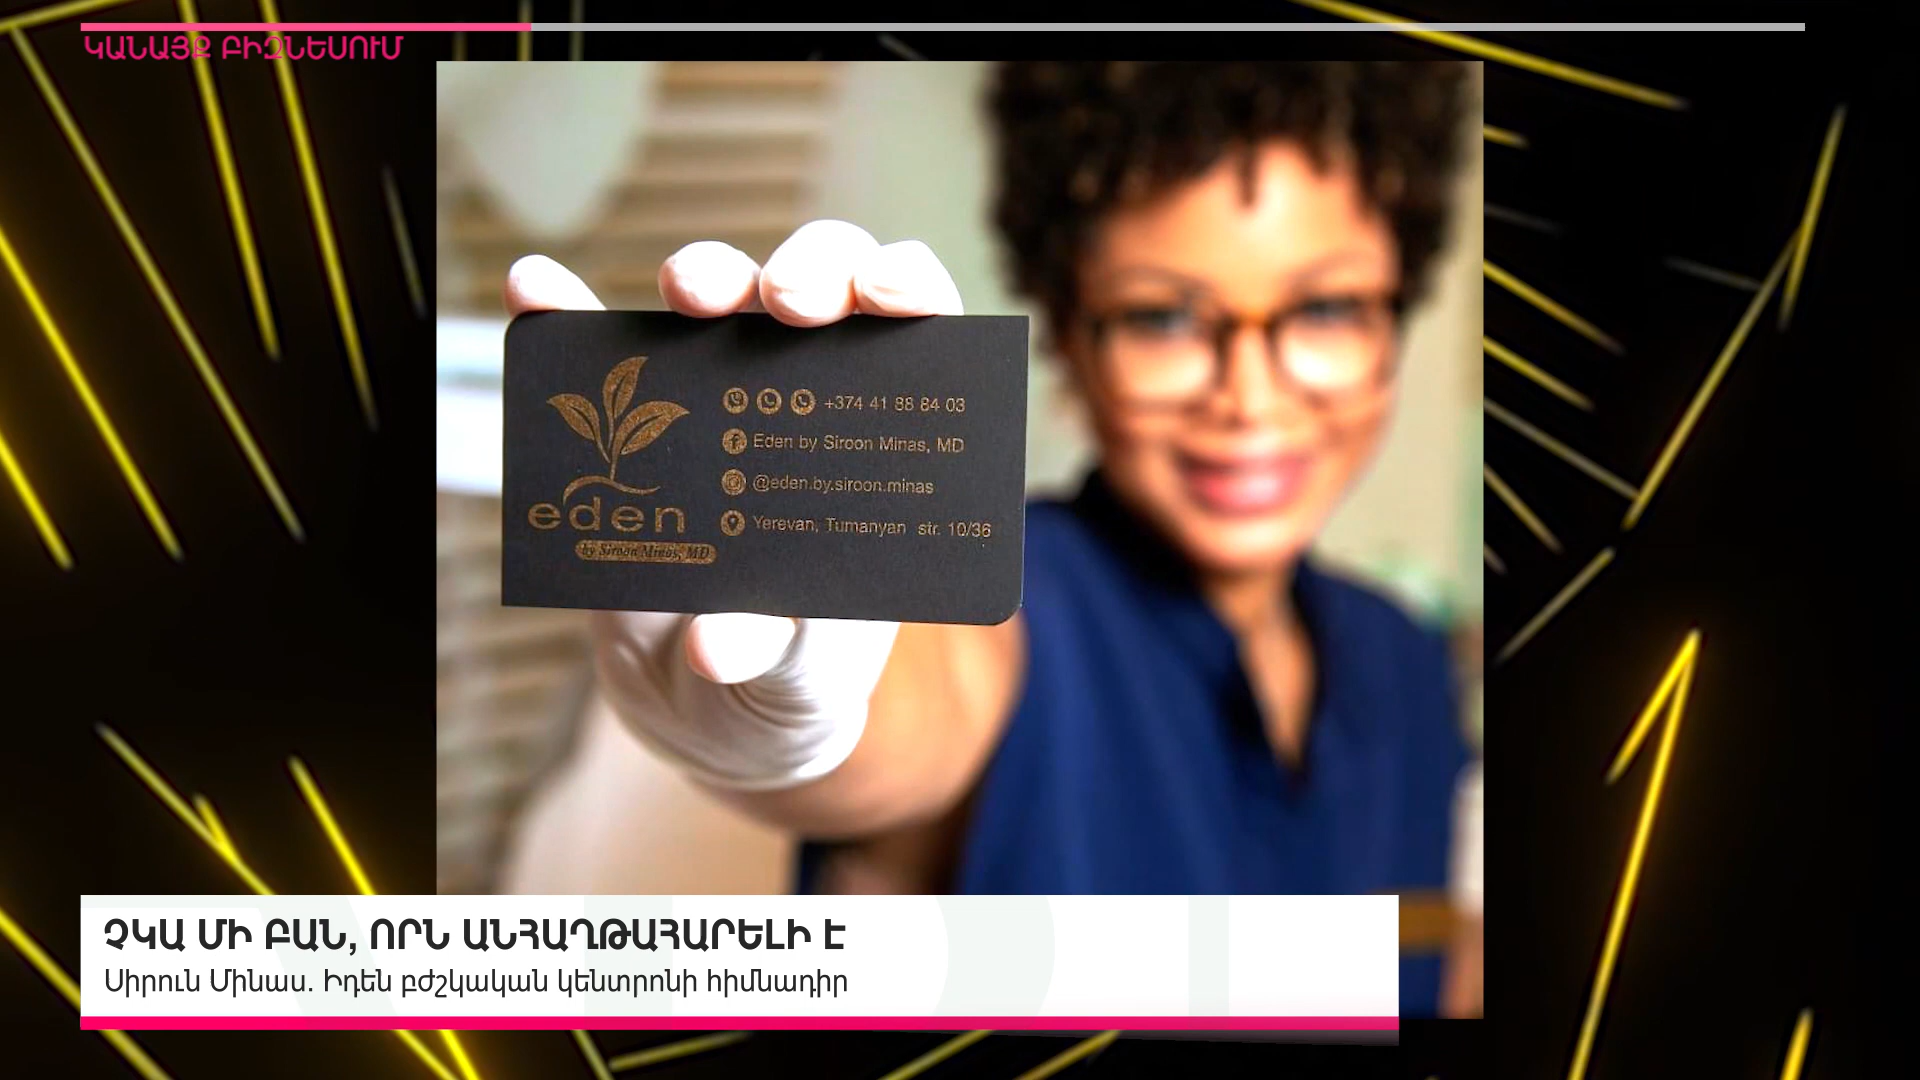 ԿԱՆԱՅՔ ԲԻԶՆԵՍՈՒՄ
+374 41 88 84 03
Eden by Siroon Minas, MD
@eden.by.siroon.minas
Yerevan, Tumanyan str. 10/36
eden
by Siroon Minas, MD
ՉԿԱ ՄԻ ԲԱՆ, ՈՐՆ ԱՆՀԱՂԹԱՀԱՐԵԼԻ Է
Սիրուն Մինաս. Իդեն բժշկական կենտրոնի հիմնադիր